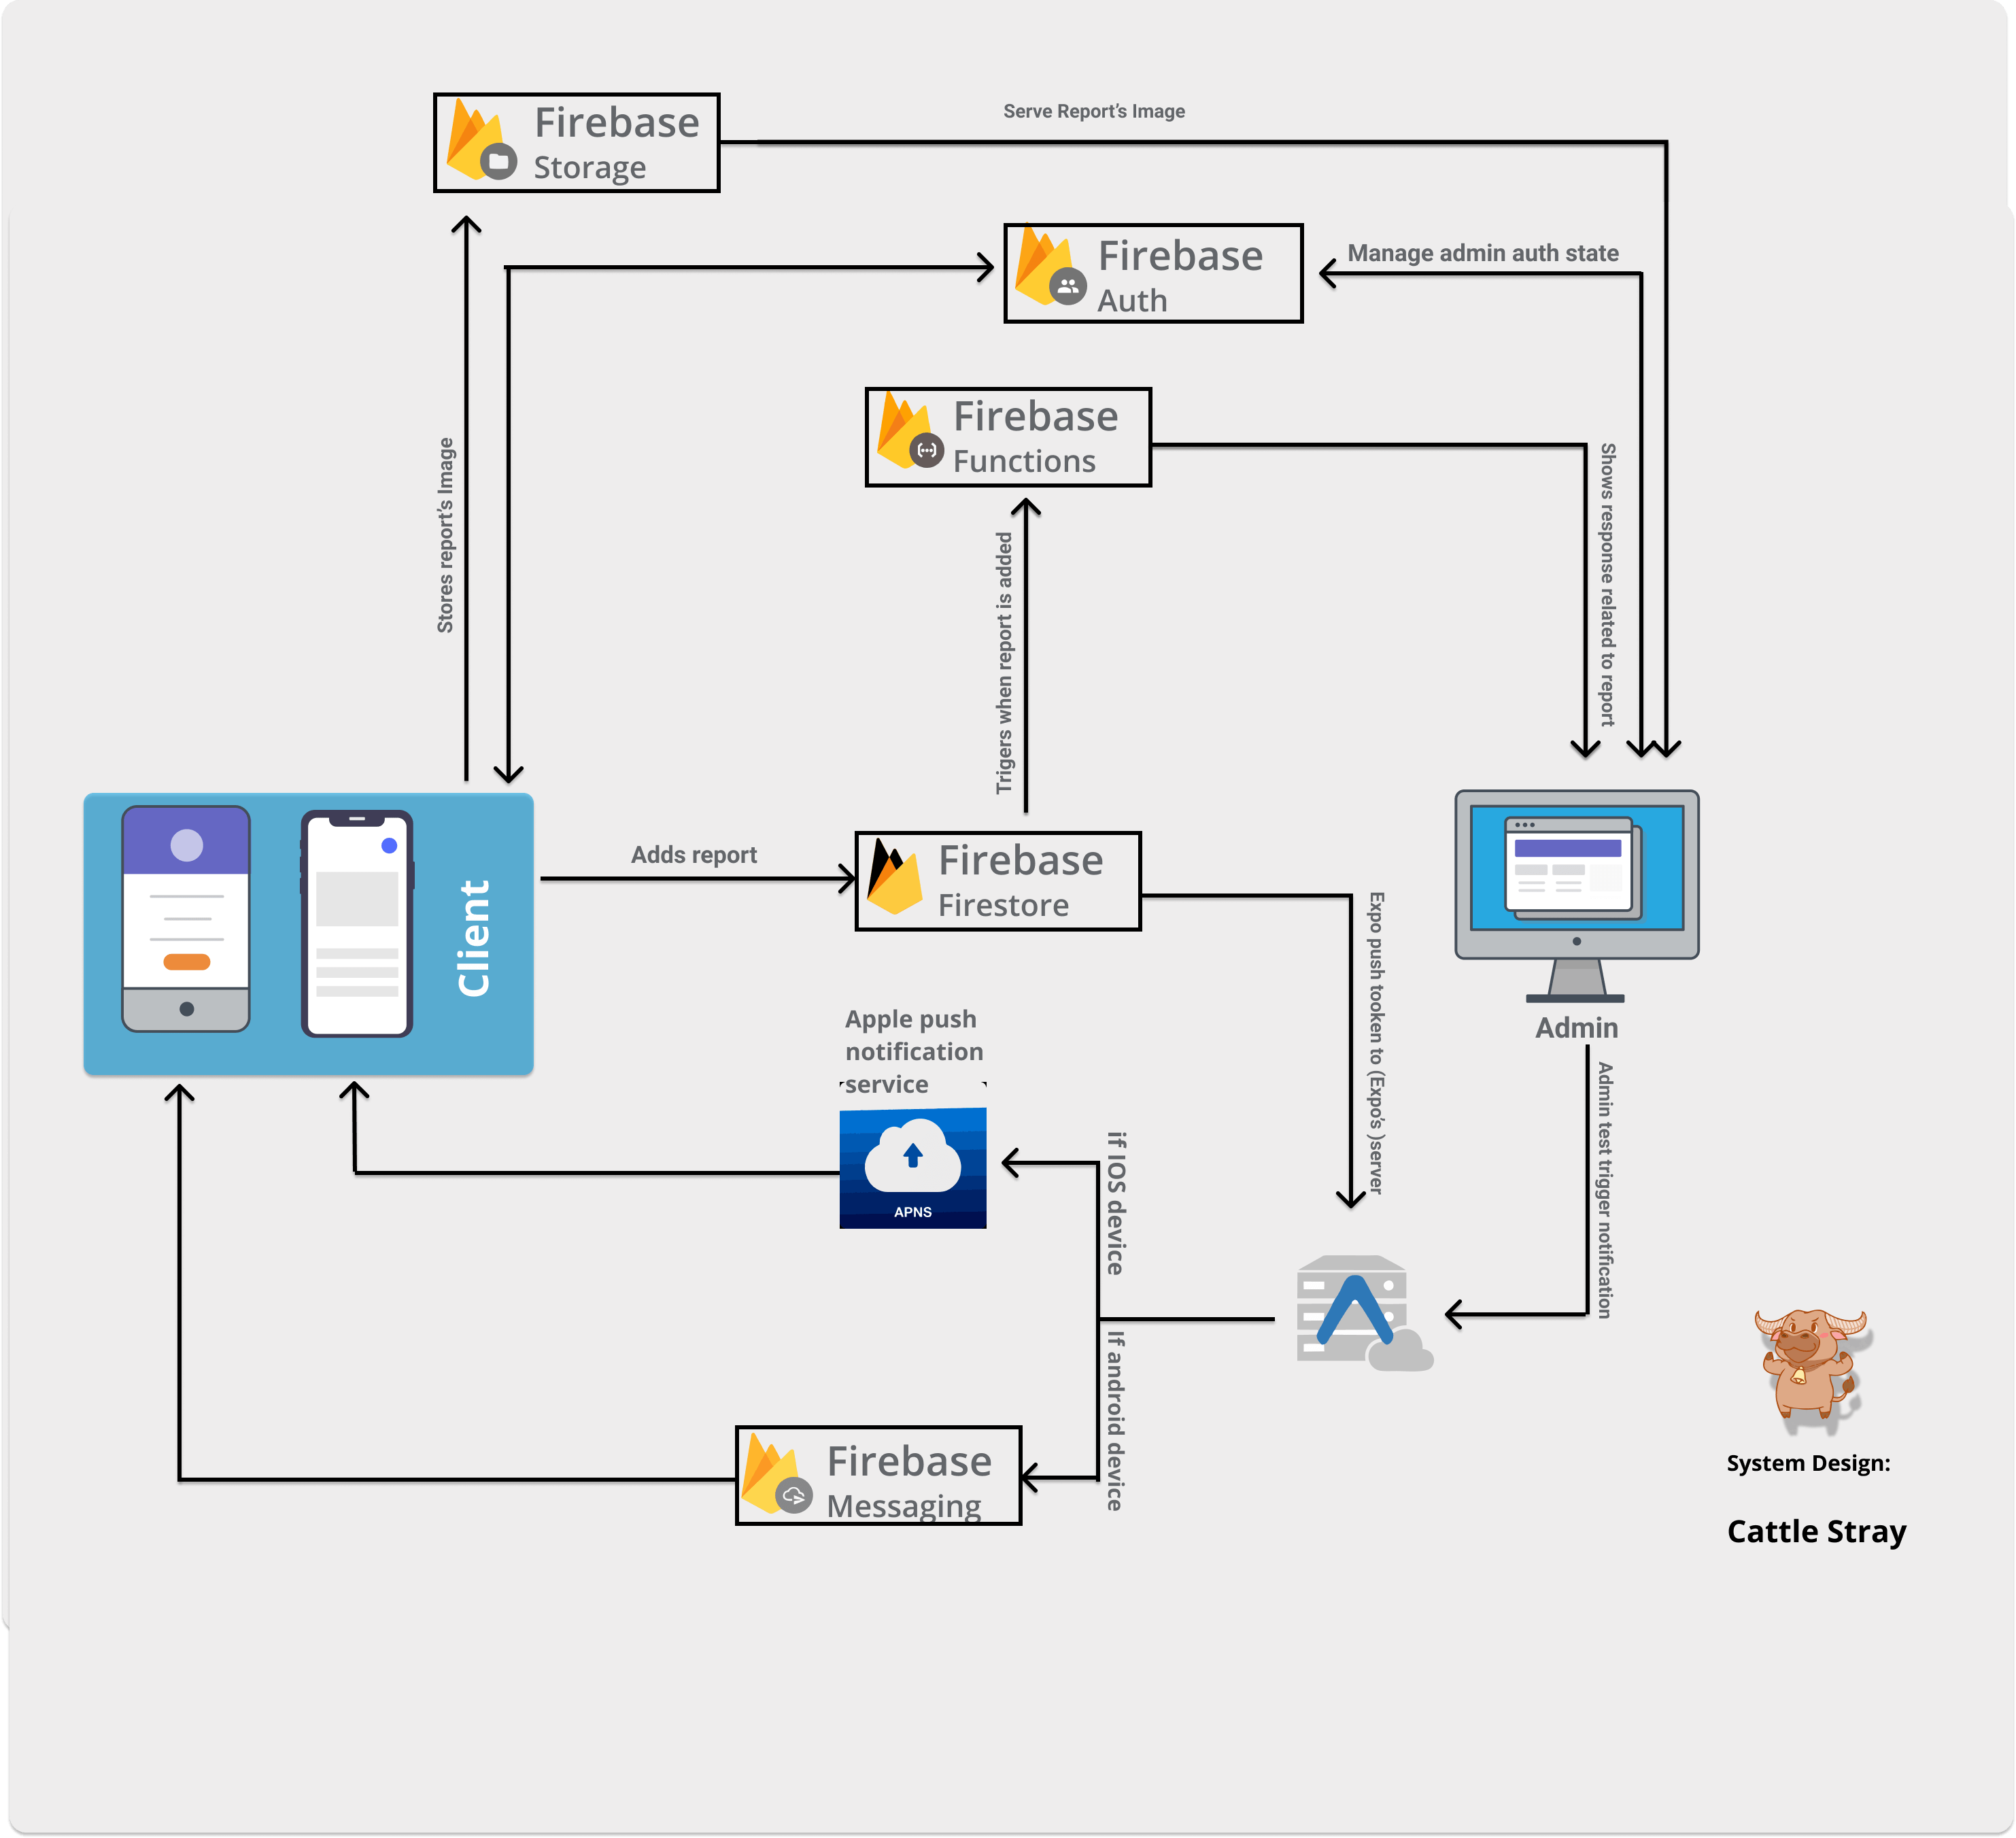 Firebase
Storage
Serve Report's Image
Firebase
Auth
Manage admin auth state
Firebase
Functions
Stores report's Image
Trigers when report is added
Shows response related to report
Client
Adds report
Firebase
Firestore
Expo push tooken to (Expo's )server
Admin
Admin test trigger notification
Apple push
notification
service
APNS
if IOS device
If android device
Firebase
Messaging
System Design:
Cattle Stray